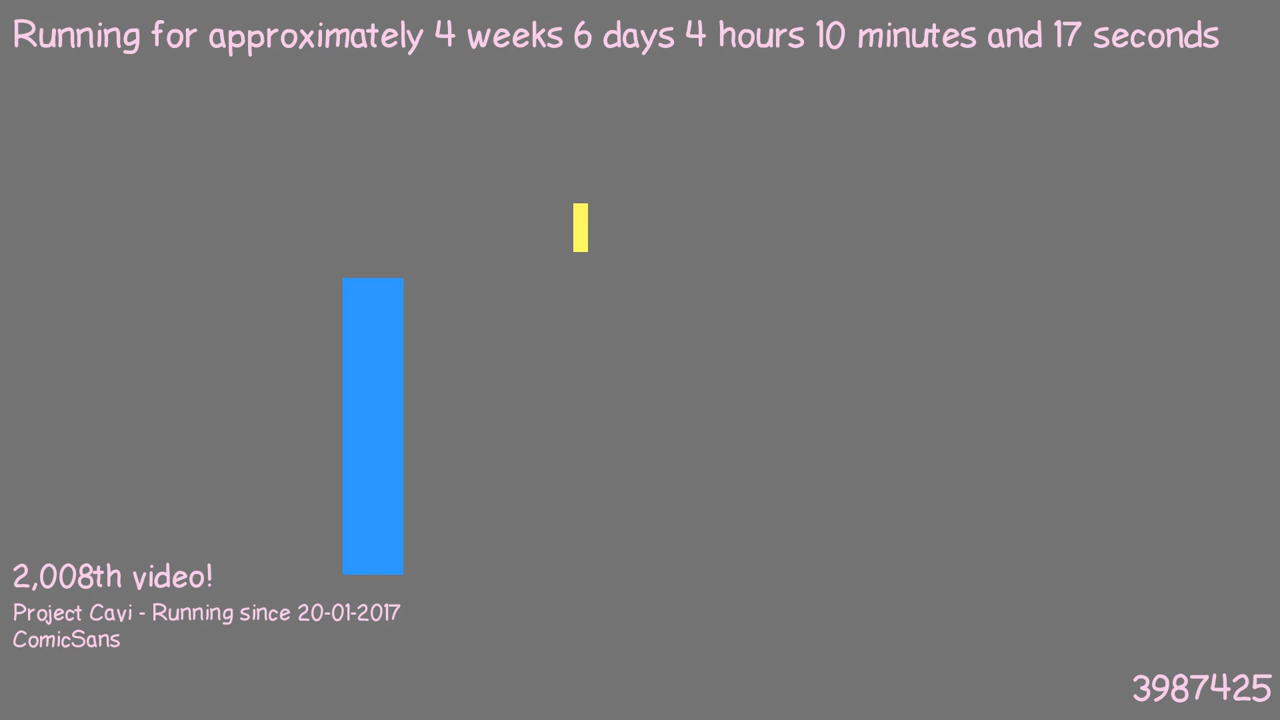 Running for approximately 4 weeks 6 days 4 hours 10 minutes and 17 seconds
2,008th video!
Project Cavi - Running since 20-01-2017
ComicSans
3987425